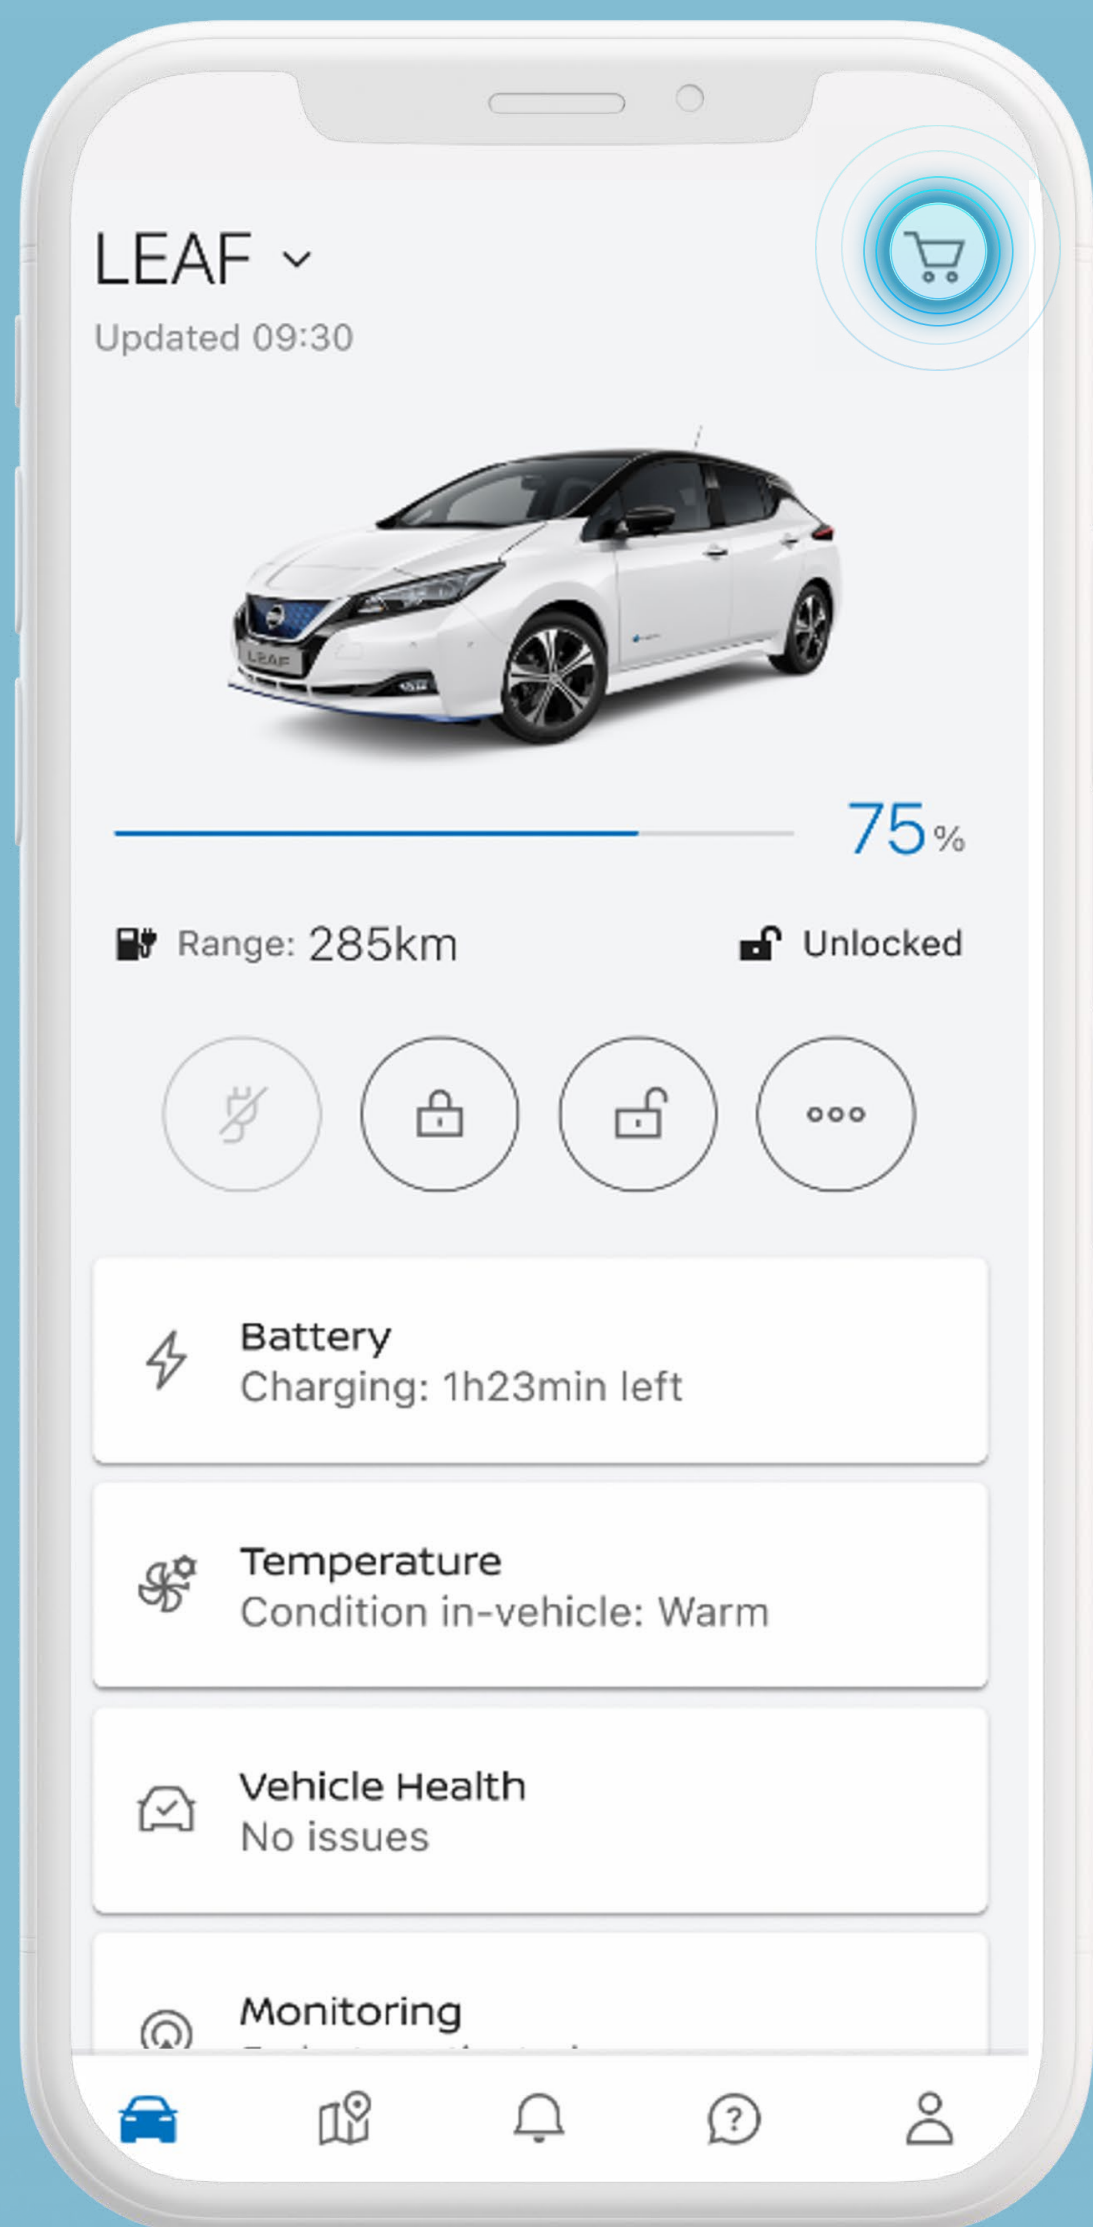 LEAF
Updated 09:30
LEAF
75%
Range: 285km
Unlocked
Battery
Charging: 1h23min left
Temperature
Condition in-vehicle: Warm
Vehicle Health
No issues
Monitoring